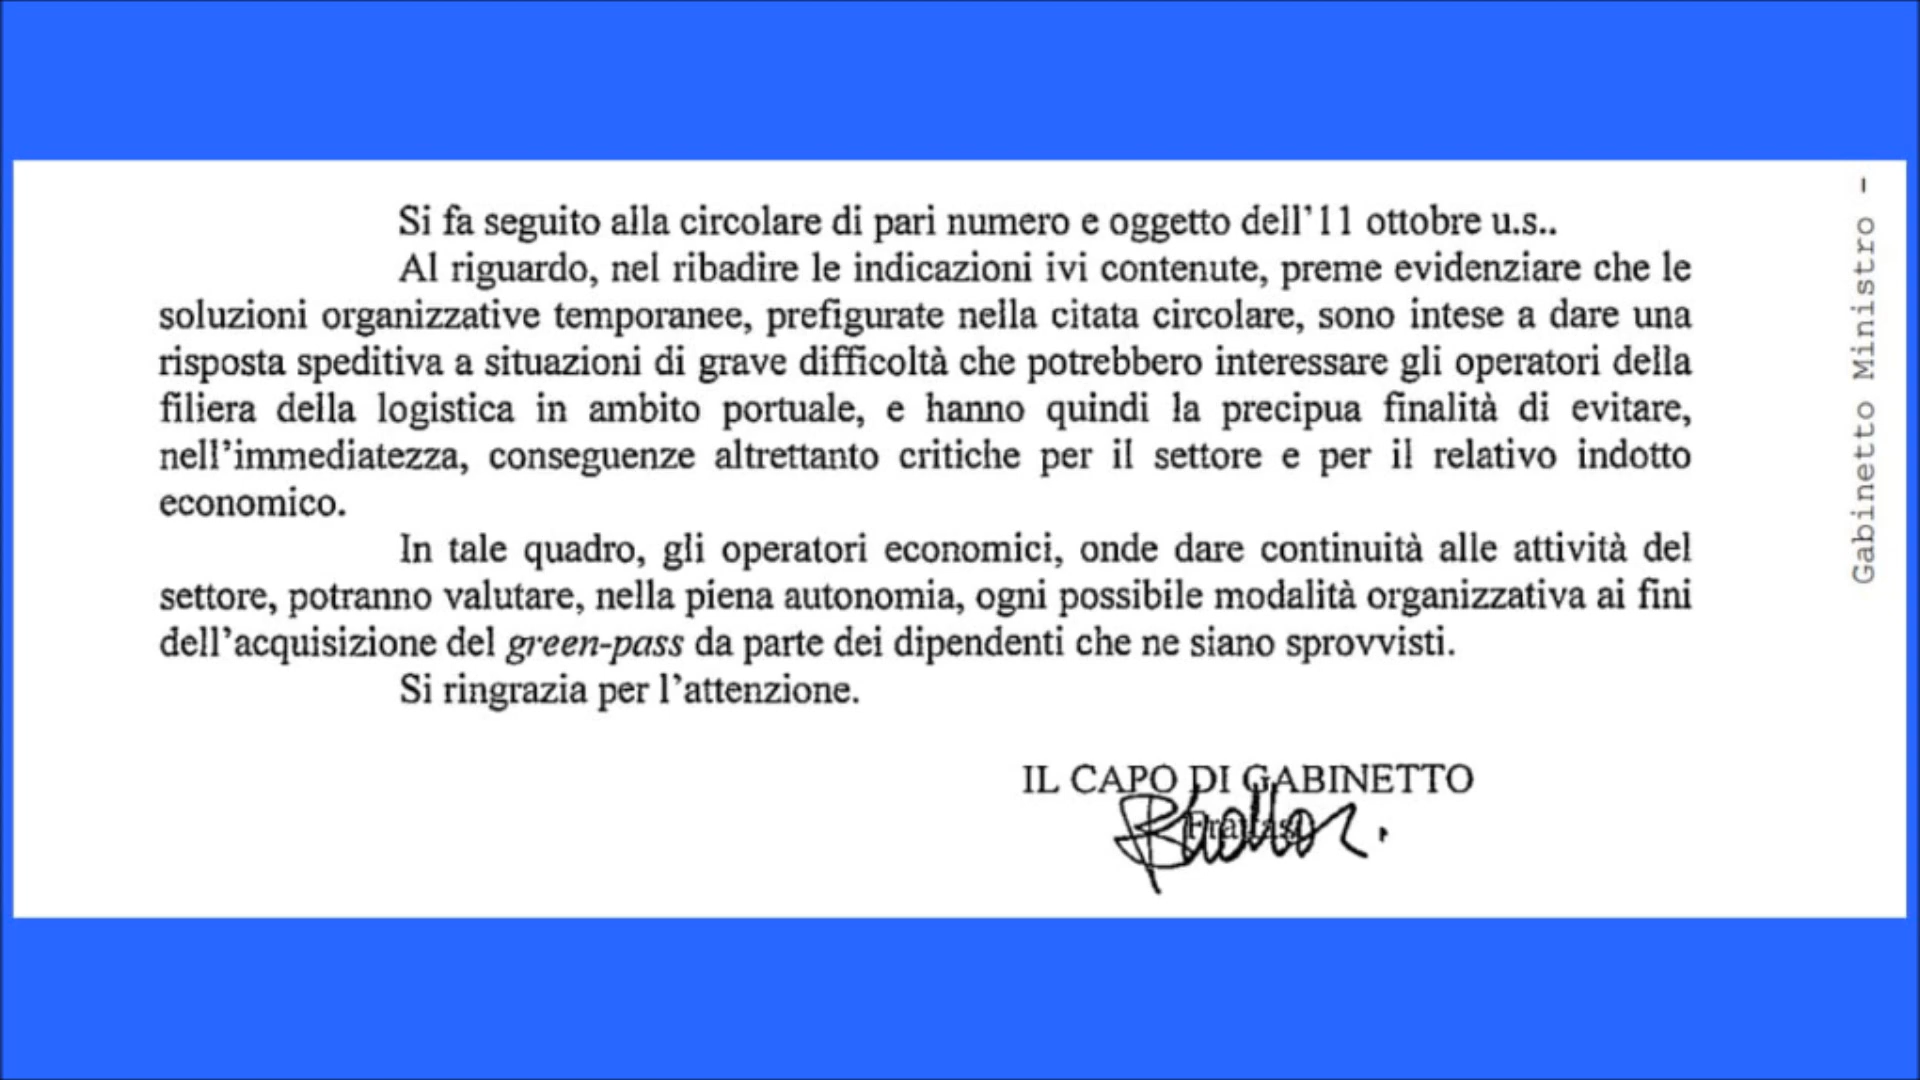 Si fa seguito alla circolare di pari numero e oggetto dell'11 ottobre u.s..
Al riguardo, nel ribadire le indicazioni ivi contenute, preme evidenziare che le
soluzioni organizzative temporanee, prefigurate nella citata circolare, sono intese a dare una
risposta speditiva a situazioni di grave difficoltà che potrebbero interessare gli operatori della
filiera della logistica in ambito portuale, e hanno quindi la precipua finalità di evitare,
nell'immediatezza, conseguenze altrettanto critiche per il settore e per il relativo indotto
economico.
In tale quadro, gli operatori economici, onde dare continuità alle attività del
settore, potranno valutare, nella piena autonomia, ogni possibile modalità organizzativa ai fini
dell'acquisizione del green-pass da parte dei dipendenti che ne siano sprovvisti.
Si ringrazia per l'attenzione.
IL CAPO DI GABINETTO
Gabinetto Ministro -